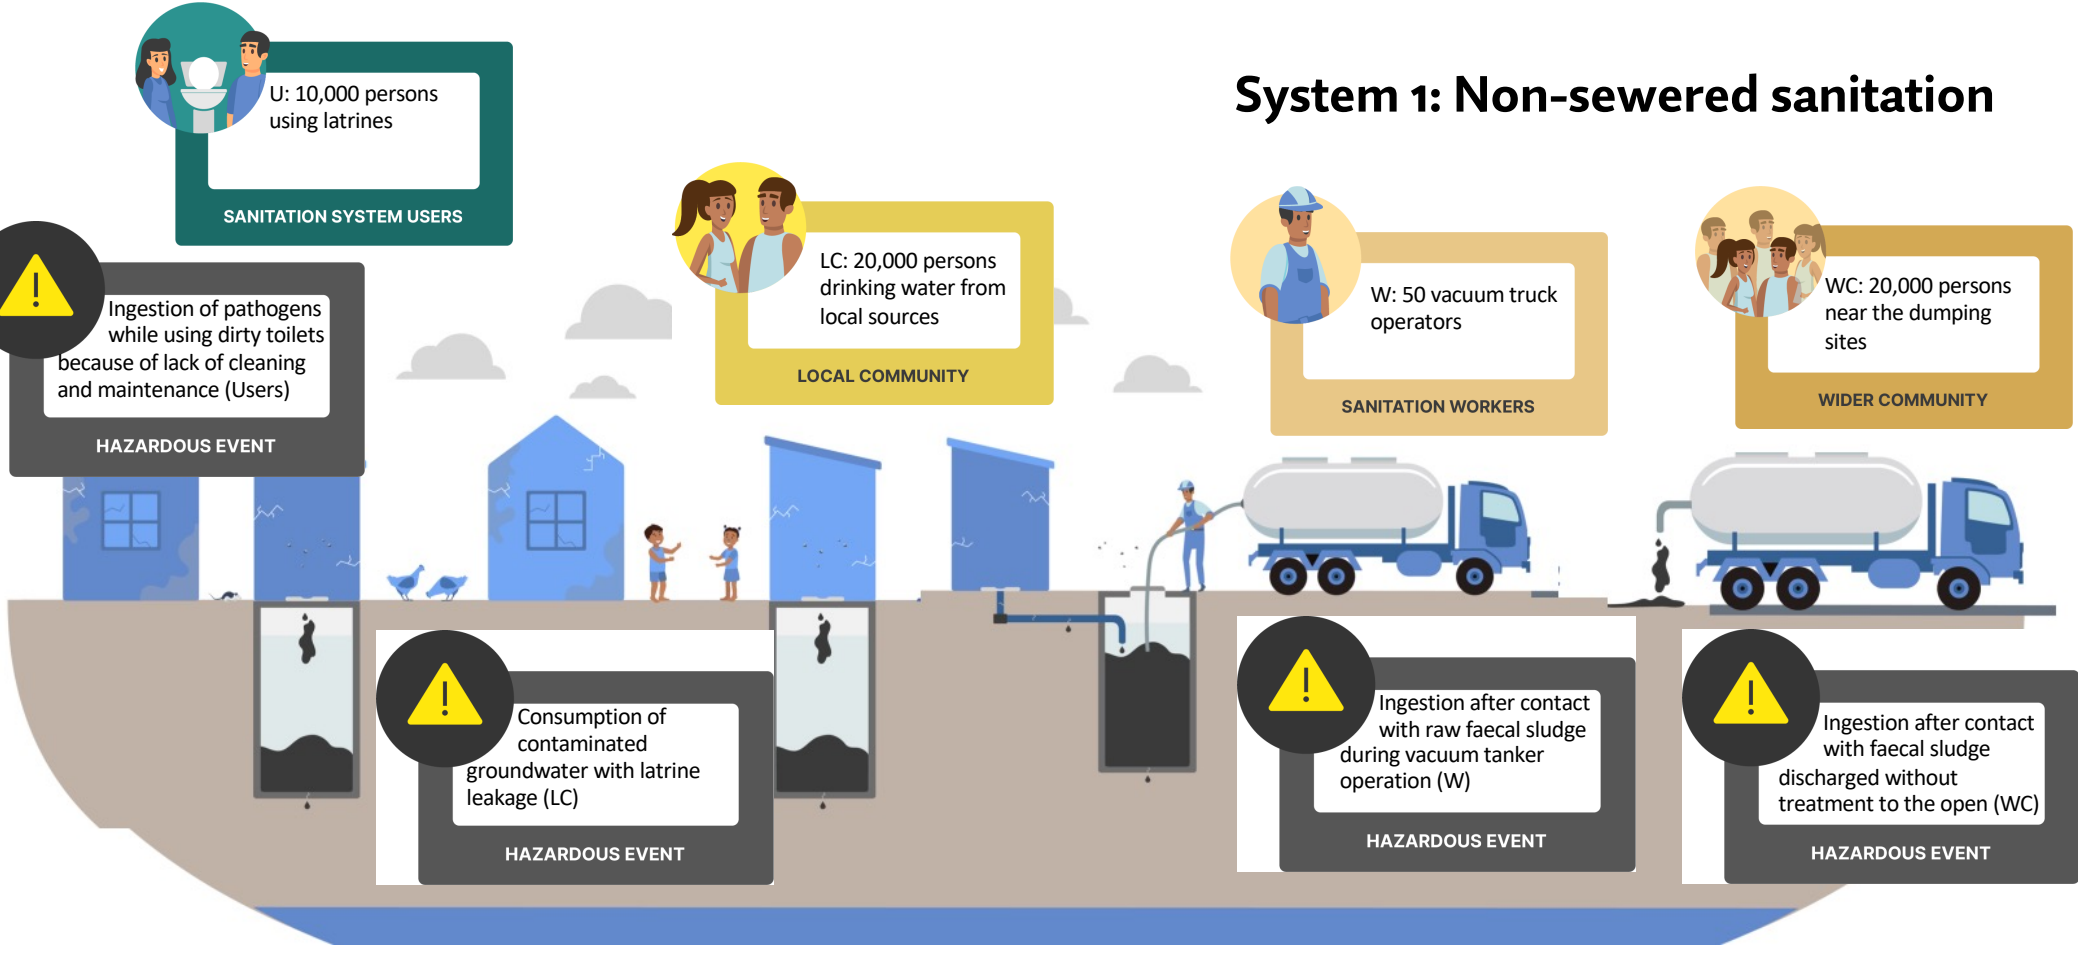 System 1: Non-sewered sanitation
U: 10,000 persons
using latrines
SANITATION SYSTEM USERS
Ingestion of pathogens
while using dirty toilets
because of lack of cleaning
and maintenance (Users)
HAZARDOUS EVENT
LC: 20,000 persons
drinking water from
local sources
LOCAL COMMUNITY
W: 50 vacuum truck
operators
SANITATION WORKERS
WC: 20,000 persons
near the dumping
sites
WIDER COMMUNITY
Consumption of
contaminated
groundwater with latrine
leakage (LC)
HAZARDOUS EVENT
Ingestion after contact
with raw faecal sludge
during vacuum tanker
operation (W)
HAZARDOUS EVENT
Ingestion after contact
with faecal sludge
discharged without
treatment to the open (WC)
HAZARDOUS EVENT